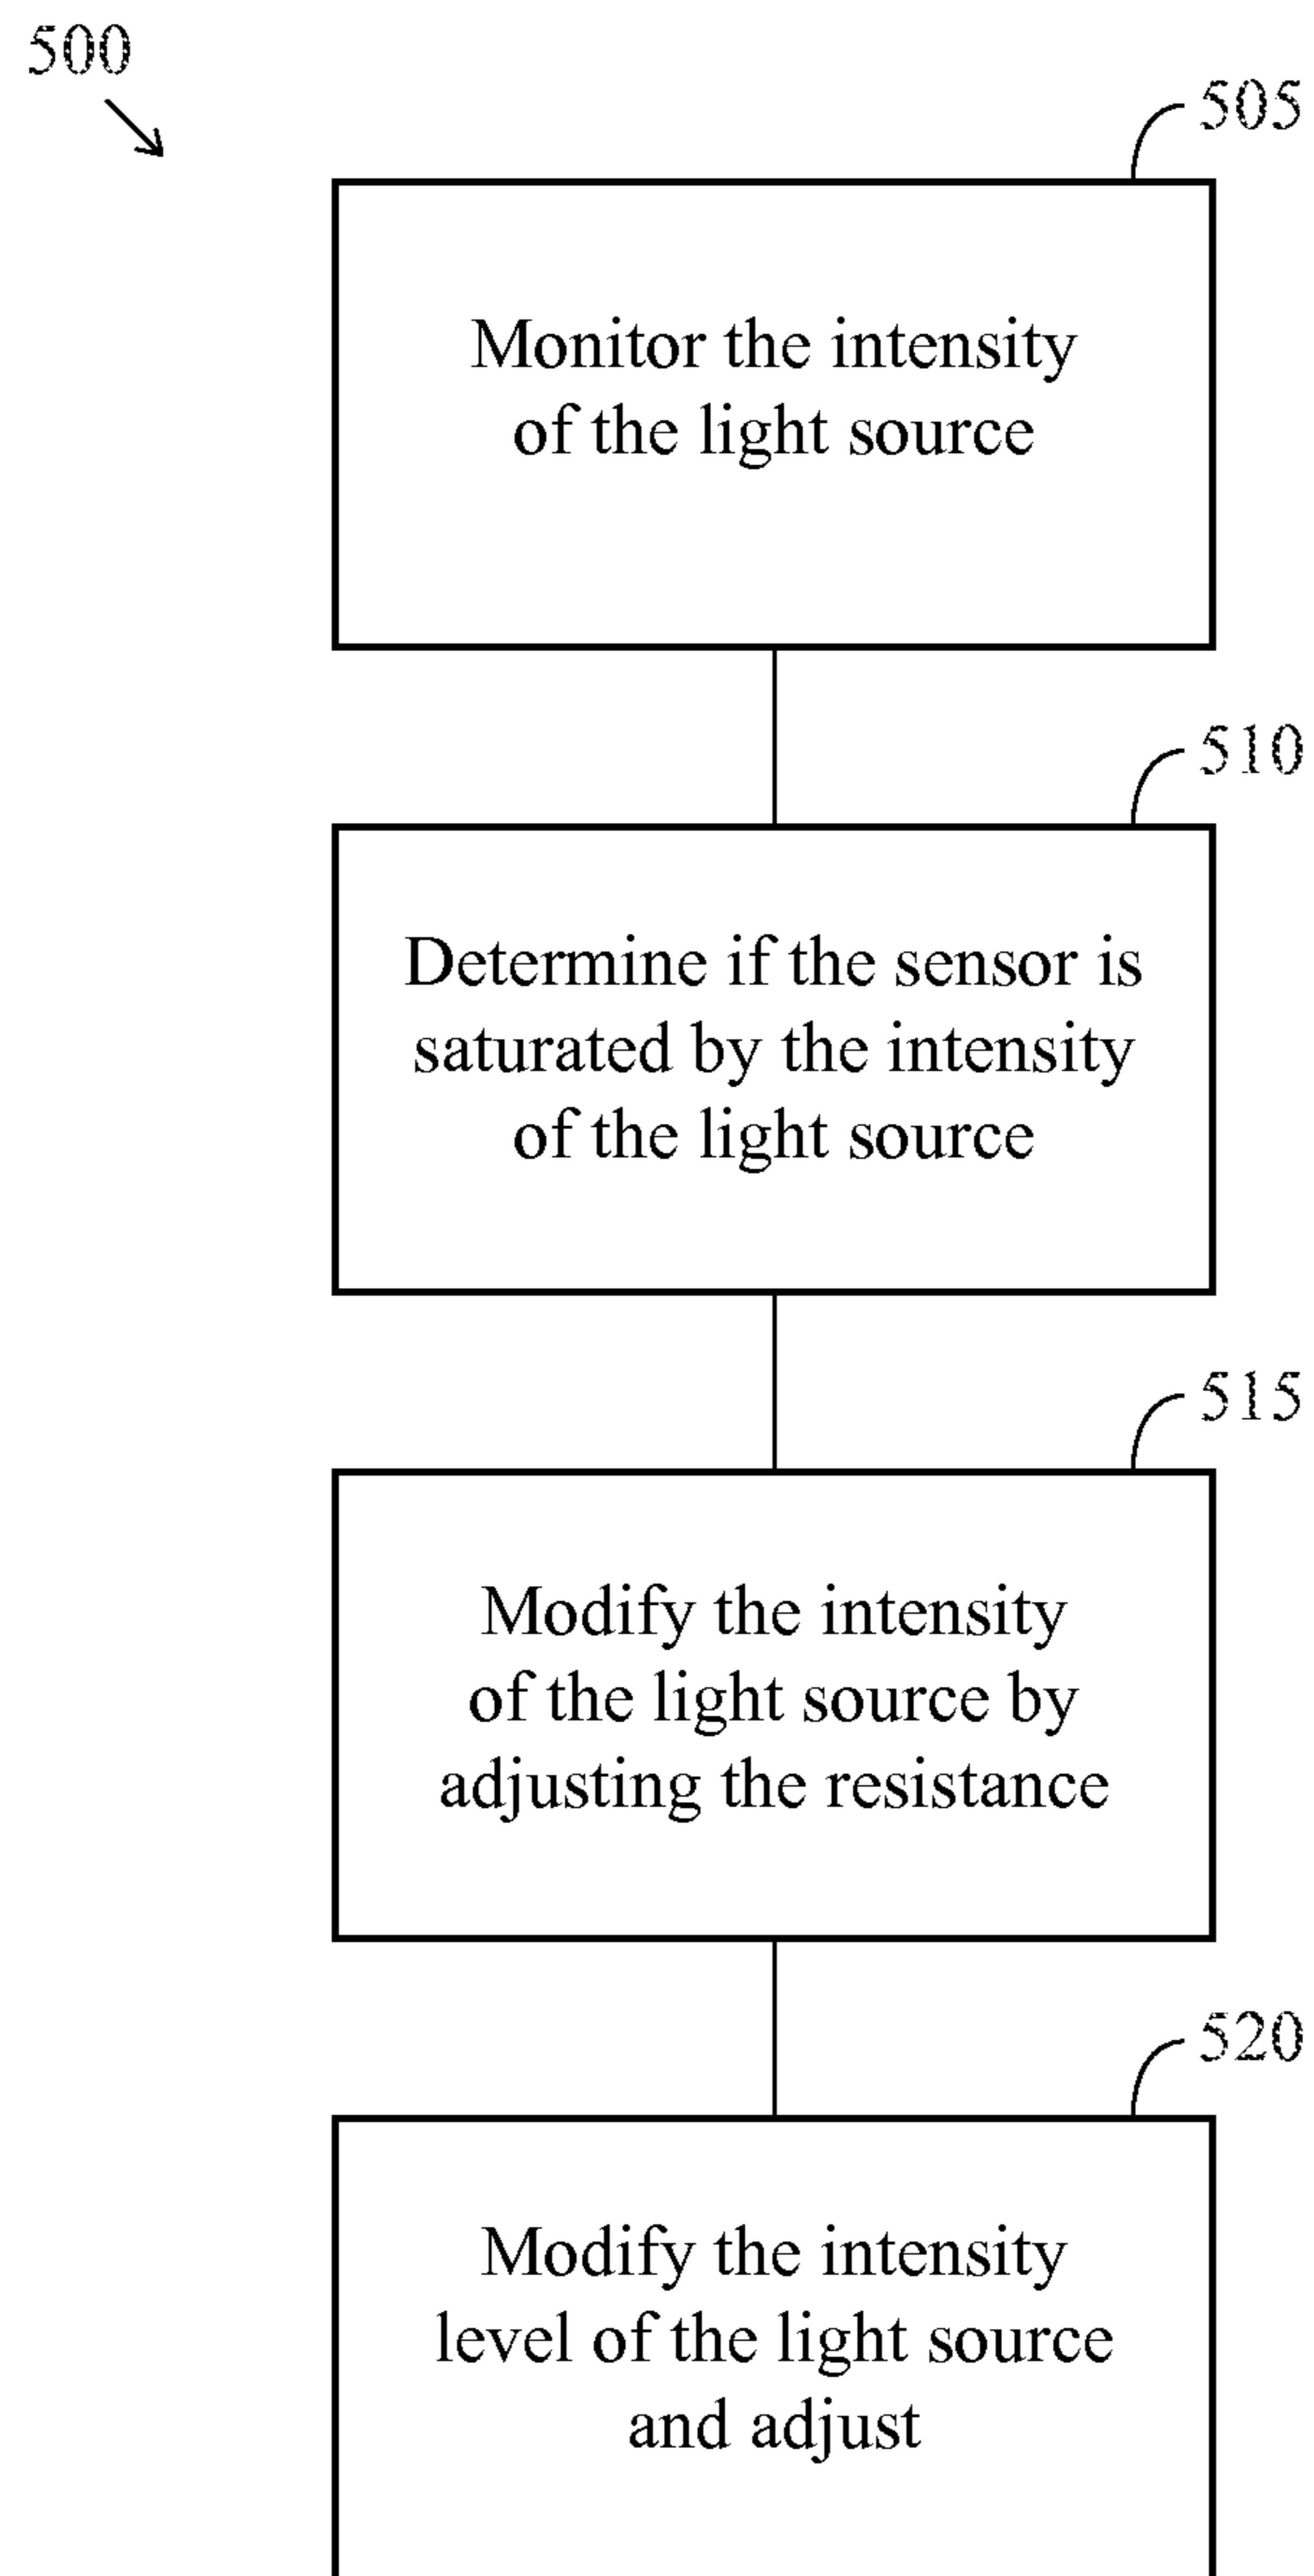 500
505
Monitor the intensity
of the light source
510
Determine if the sensor is
saturated by the intensity
of the light source
515
Modify the intensity
of the light source by
adjusting the resistance
520
Modify the intensity
level of the light source
and adjust